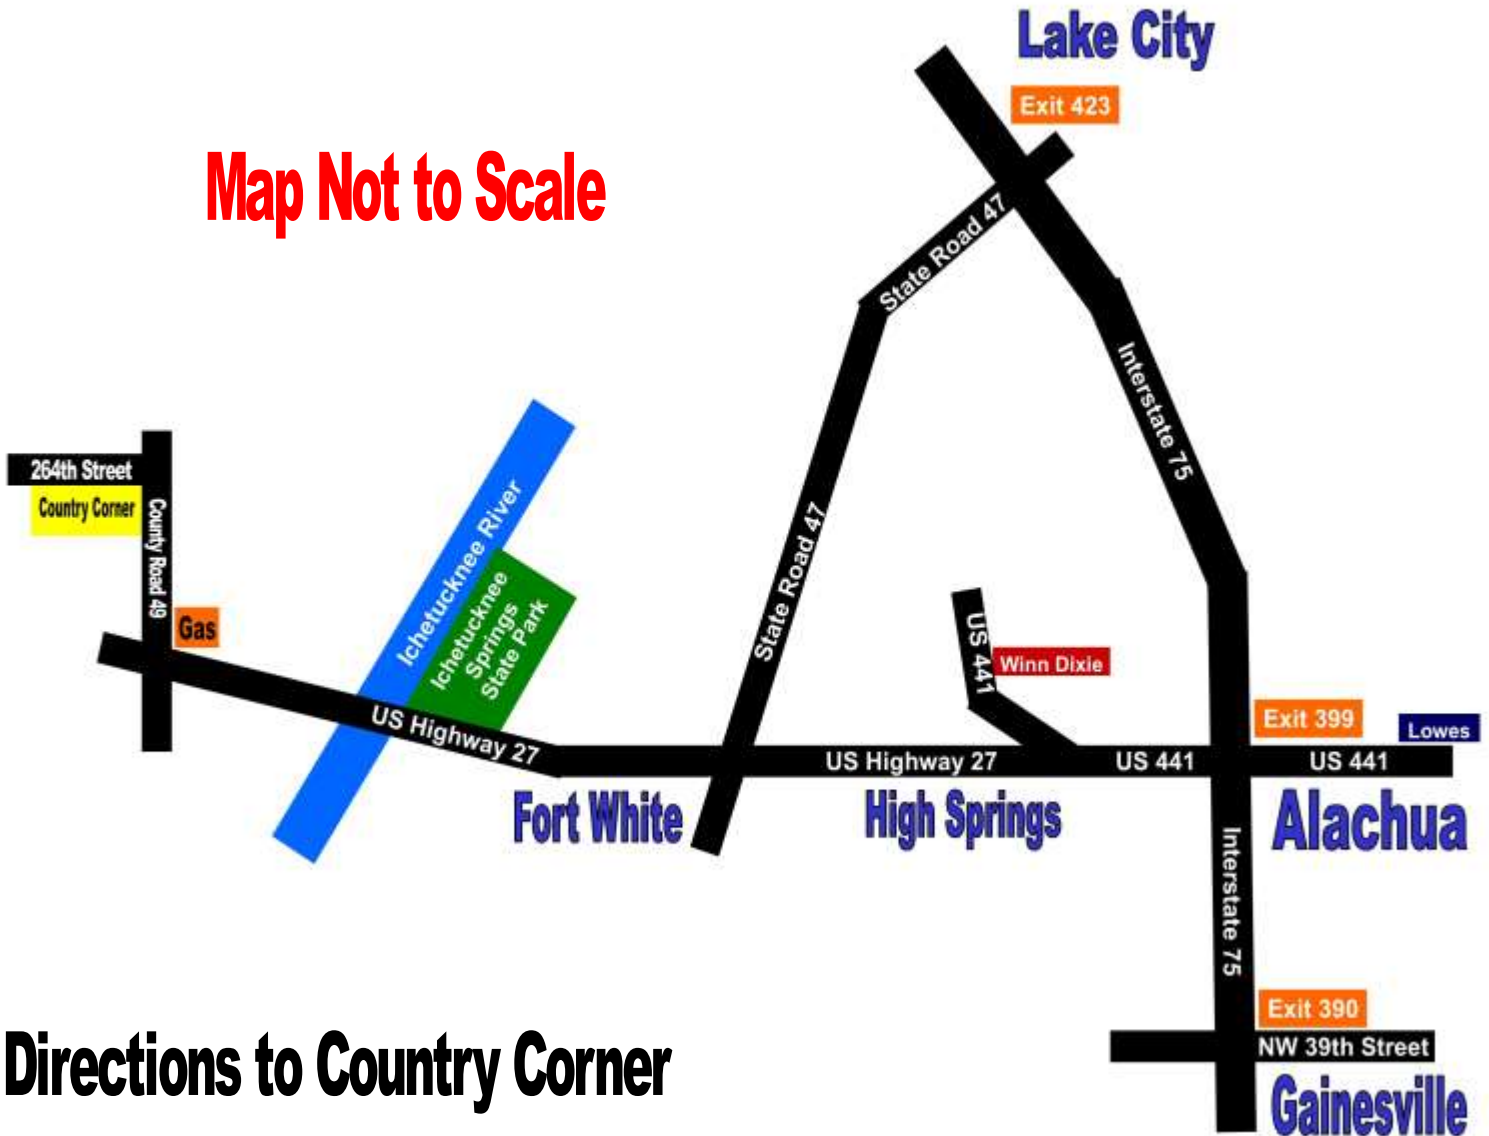 Lake City
Exit 423
Map Not to Scale
State Road 47
Interstate 75
264th Street
Country Corner
County Road 49
Ichetucknee River
Ichetucknee
Springs
State Park
State Road 47
Gas
US 441
Winn Dixie
Exit 399
Lowes
US Highway 27
US Highway 27
US 441
US 441
Fort White
High Springs
Alachua
Interstate 75
Exit 390
NW 39th Street
Directions to Country Corner
Gainesville